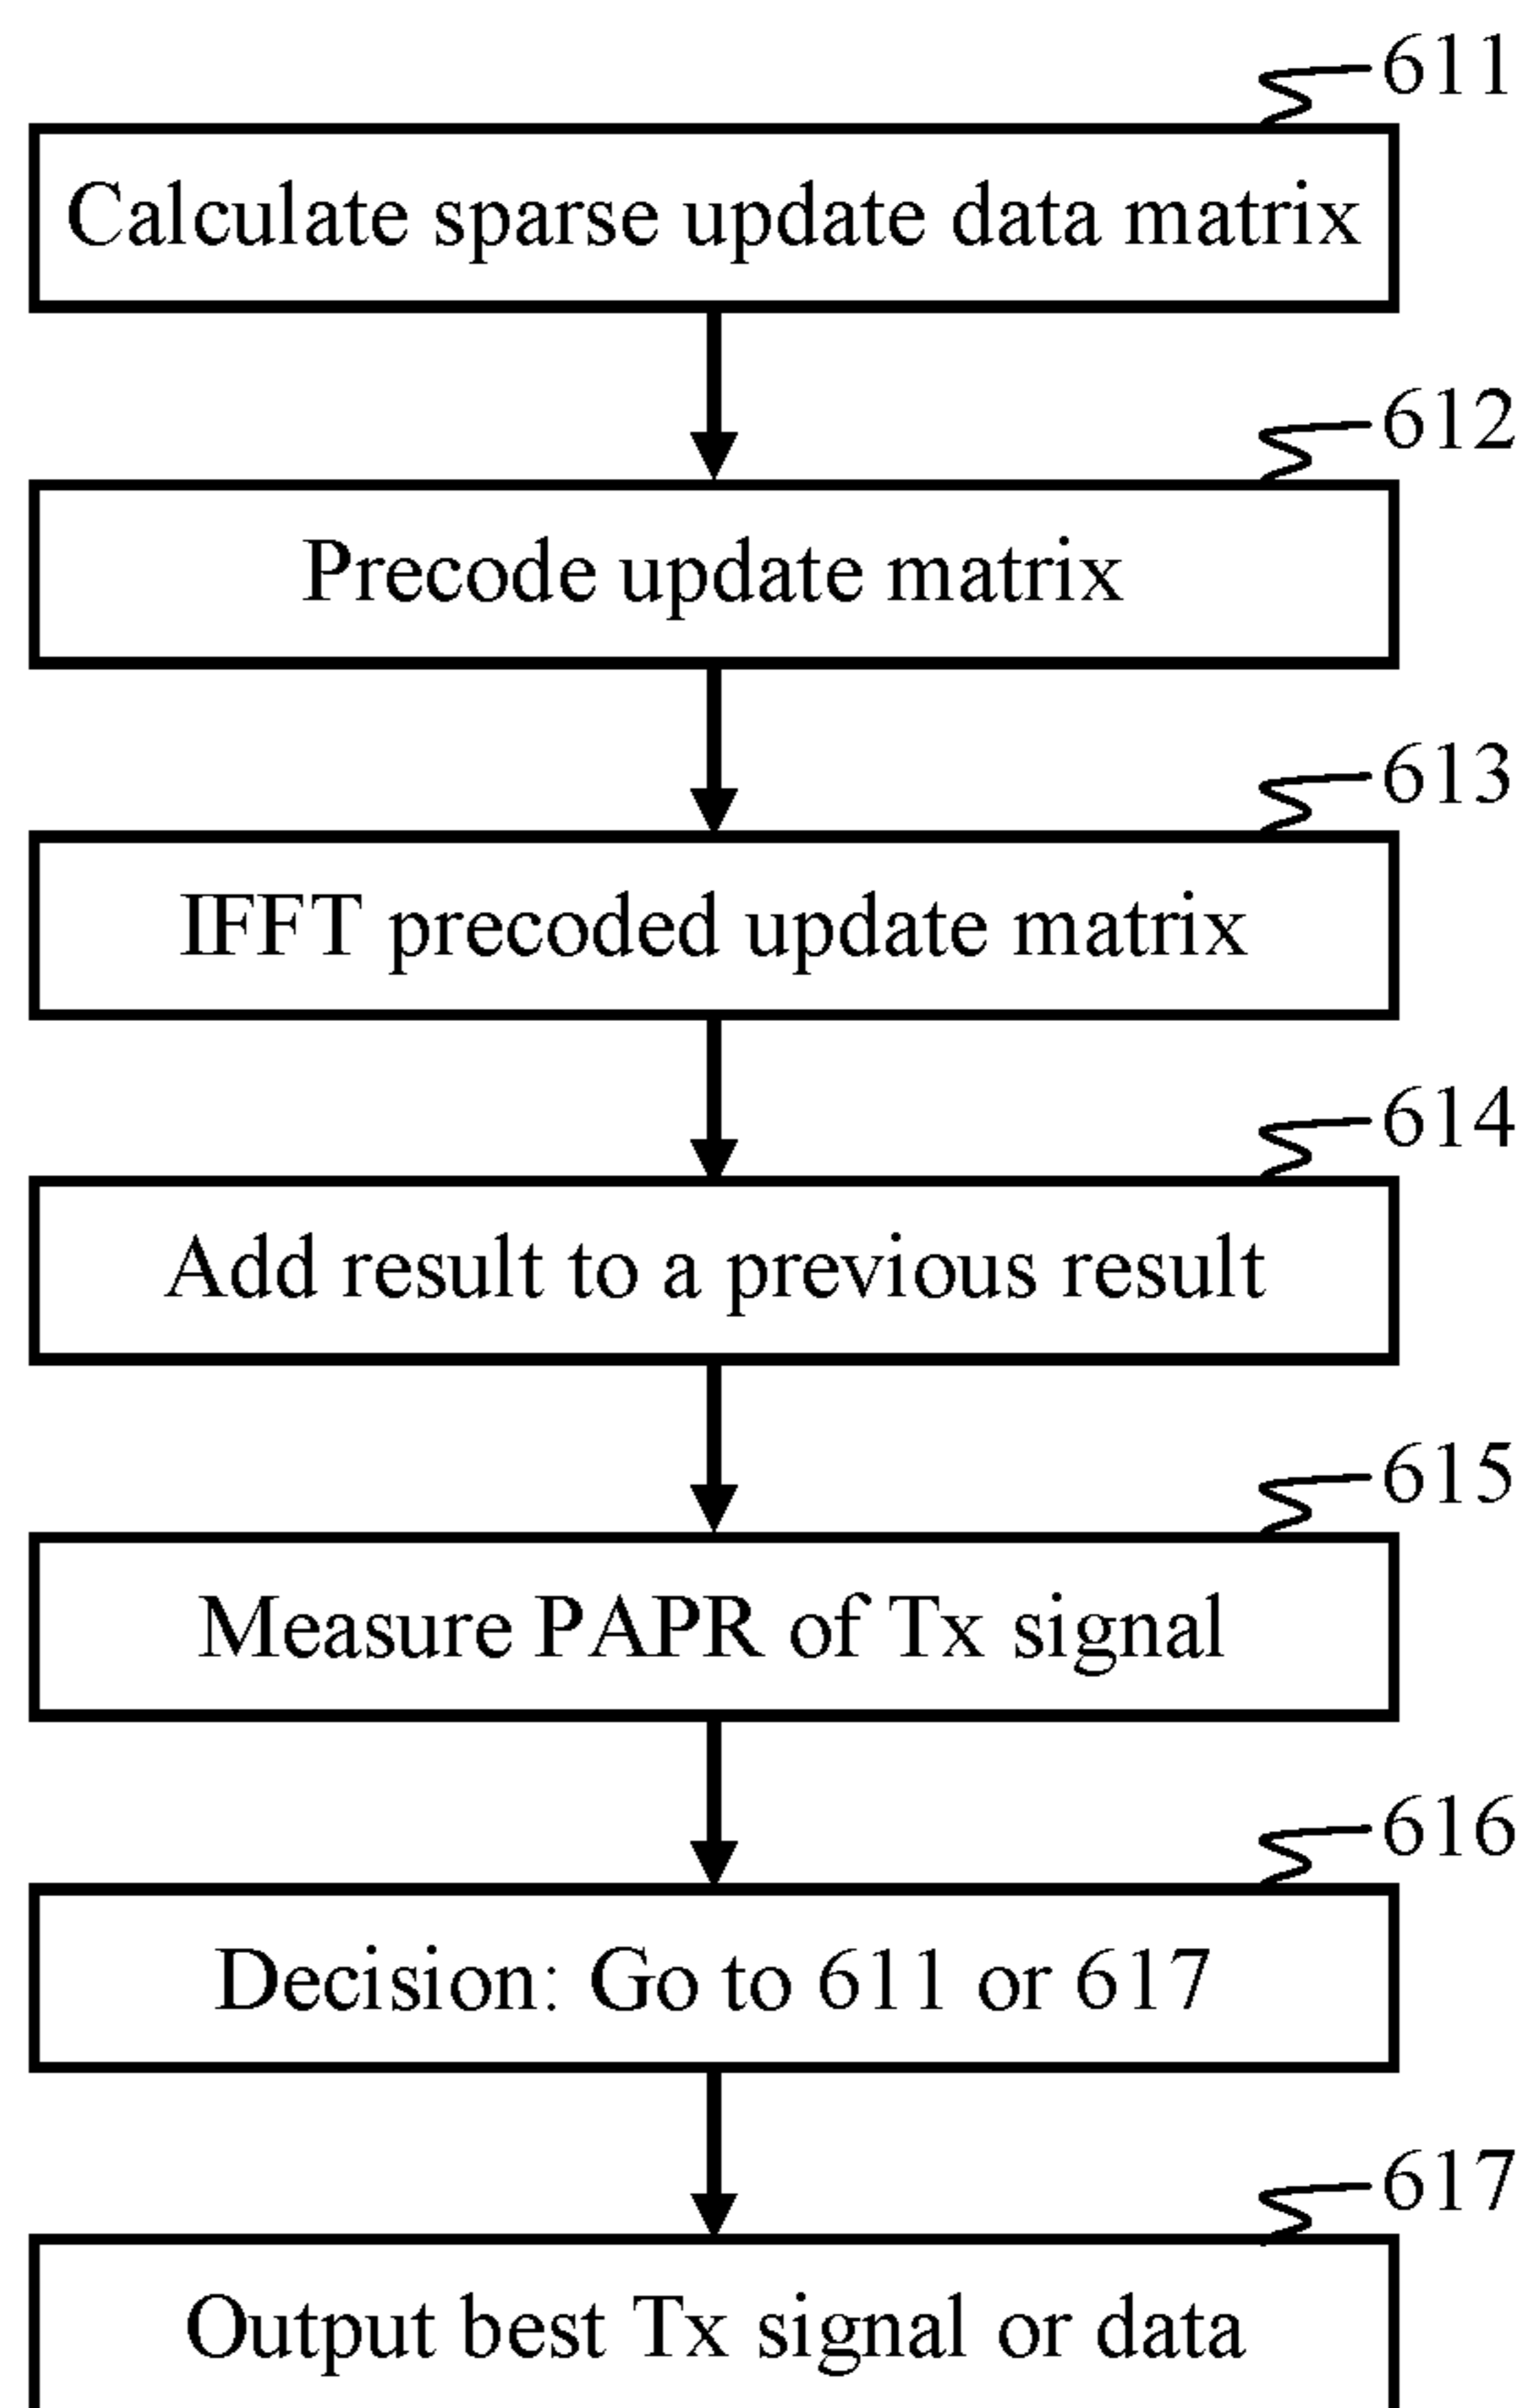 611
Calculate sparse update data matrix
612
Precode update matrix
613
IFFT precoded update matrix
614
Add result to a previous result
615
Measure PAPR of Tx signal
616
Decision: Go to 611 or 617
617
Output best Tx signal or data